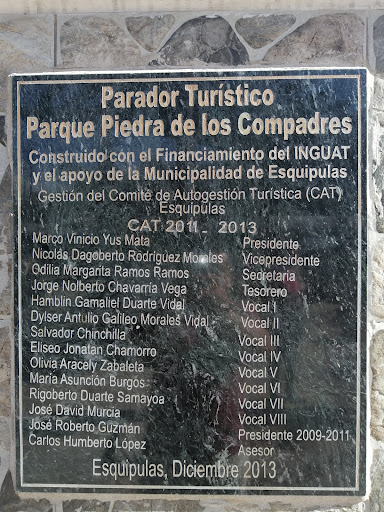 Parador Turístico
Parque Piedra de los Compadres
Construido con el Financiamiento del INGUAT
y el apoyo de la Municipalidad de Esquipulas
Gestión del Comité de Autogestión Turística (CAT)
Esquipulas
CAT 2011 - 2013
Marco Vinicio Yus Mata Presidente
Nicolás Dagoberto Rodríguez Morales Vicepresidente
Odilia Margarita Ramos Ramos Secretaria
Jorge Nolberto Chavarría Vega Tesorero
Hamblin Gamaliel Duarte Vidal Vocal I
Dylser Antulio Galileo Morales Vidal Vocal II
Salvador Chinchilla Vocal III
Eliseo Jonatan Chamorro Vocal IV
Olivia Aracely Zabaleta Vocal V
María Asunción Burgos Vocal VI
Rigoberto Duarte Samayoa Vocal VII
José David Murcia Vocal VIII
José Roberto Guzmán Presidente 2009-2011
Carlos Humberto López Asesor
Esquipulas, Diciembre 2013